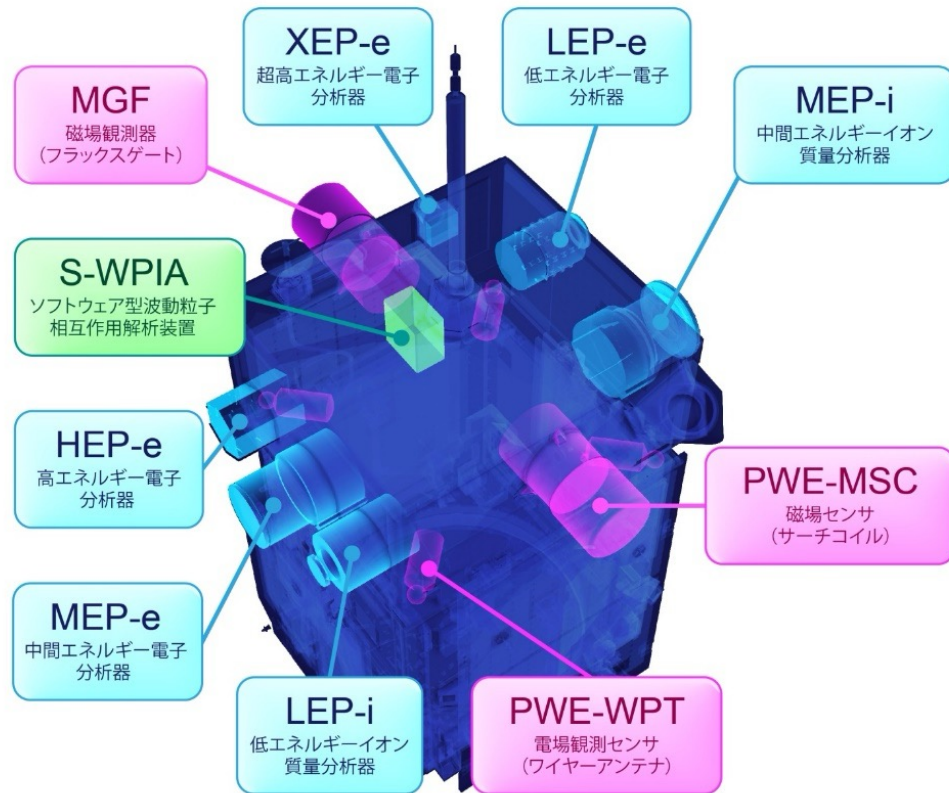 XEP-e
超高エネルギー電子
分析器
LEP-e
低エネルギー電子
分析器
MGF
磁場観測器
(フラックスゲート)
MEP-i
中間エネルギーイオン
質量分析器
S-WPIA
ソフトウェア型波動粒子
相互作用解析装置
HEP-e
高エネルギー電子
分析器
PWE-MSC
磁場センサ
(サーチコイル)
MEP-e
中間エネルギー電子
分析器
LEP-i
低エネルギーイオン
質量分析器
PWE-WPT
電場観測センサ
(ワイヤーアンテナ)